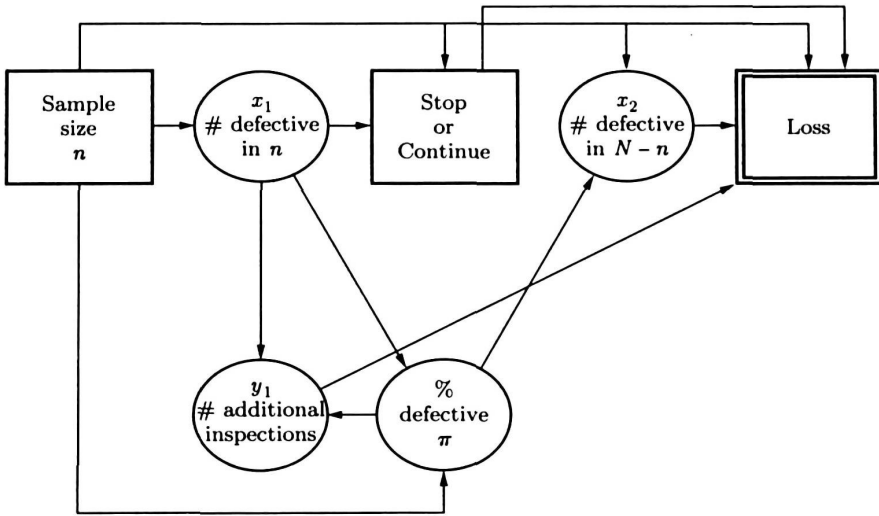 Sample
size
n
x₁
# defective
in n
Stop
or
Continue
x₂
# defective
in N − n
Loss
y₁
# additional
inspections
%
defective
π